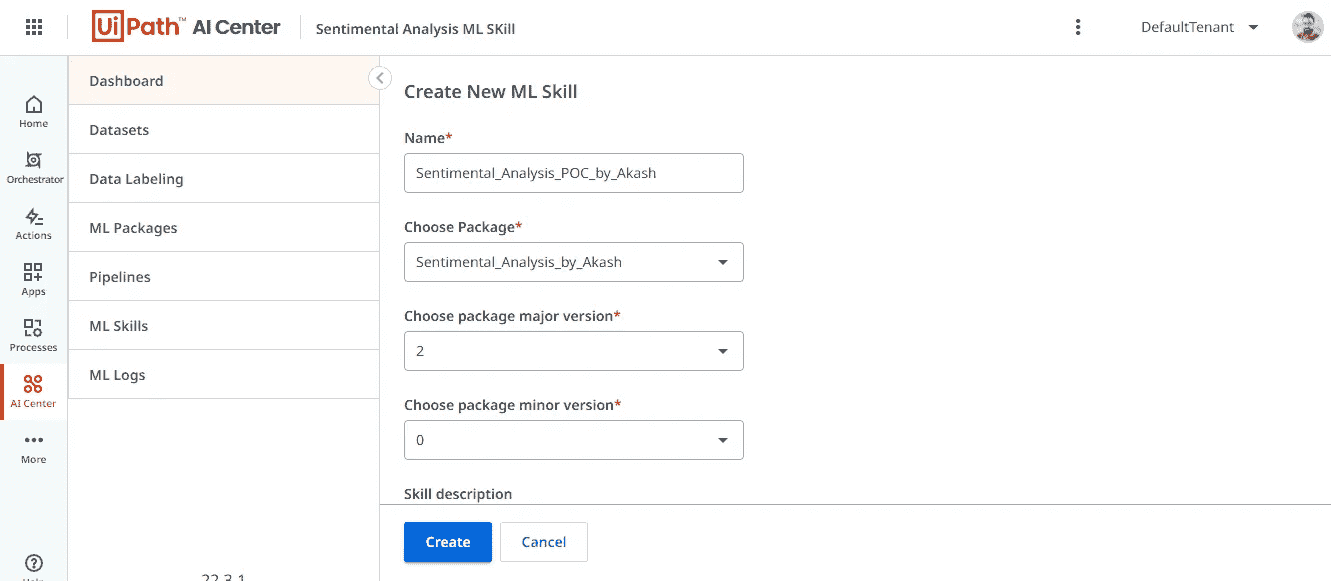 UiPath™ AI Center
Sentimental Analysis ML SKill
DefaultTenant
Home
Orchestrator
Actions
Apps
Processes
AI Center
More
Dashboard
Datasets
Data Labeling
ML Packages
Pipelines
ML Skills
ML Logs
22.3.1
Create New ML Skill
Name*
Sentimental_Analysis_POC_by_Akash
Choose Package*
Sentimental_Analysis_by_Akash
Choose package major version*
2
Choose package minor version*
0
Skill description
Create
Cancel